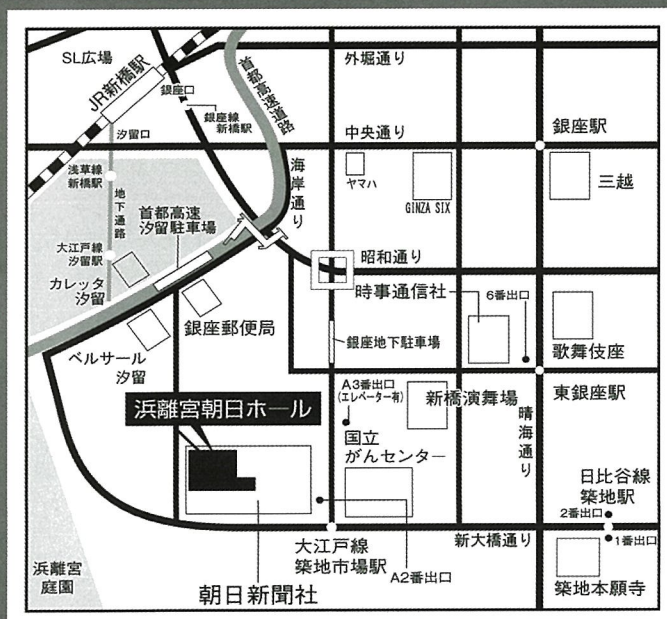 SL広場
JR新橋駅
銀座口
銀座線
新橋駅
首都高速道路
外堀通り
汐留口
中央通り
銀座駅
浅草線
新橋駅
地下通路
海岸通り
ヤマハ
GINZA SIX
三越
首都高速
汐留駐車場
大江戸線
汐留駅
カレッタ
汐留
昭和通り
時事通信社
6番出口
銀座郵便局
銀座地下駐車場
歌舞伎座
ベルサール
汐留
A3番出口
(エレベーター有)
新橋演舞場
東銀座駅
浜離宮朝日ホール
国立
がんセンター
晴海通り
日比谷線
築地駅
2番出口
新大橋通り
1番出口
大江戸線
築地市場駅
A2番出口
浜離宮
庭園
朝日新聞社
築地本願寺